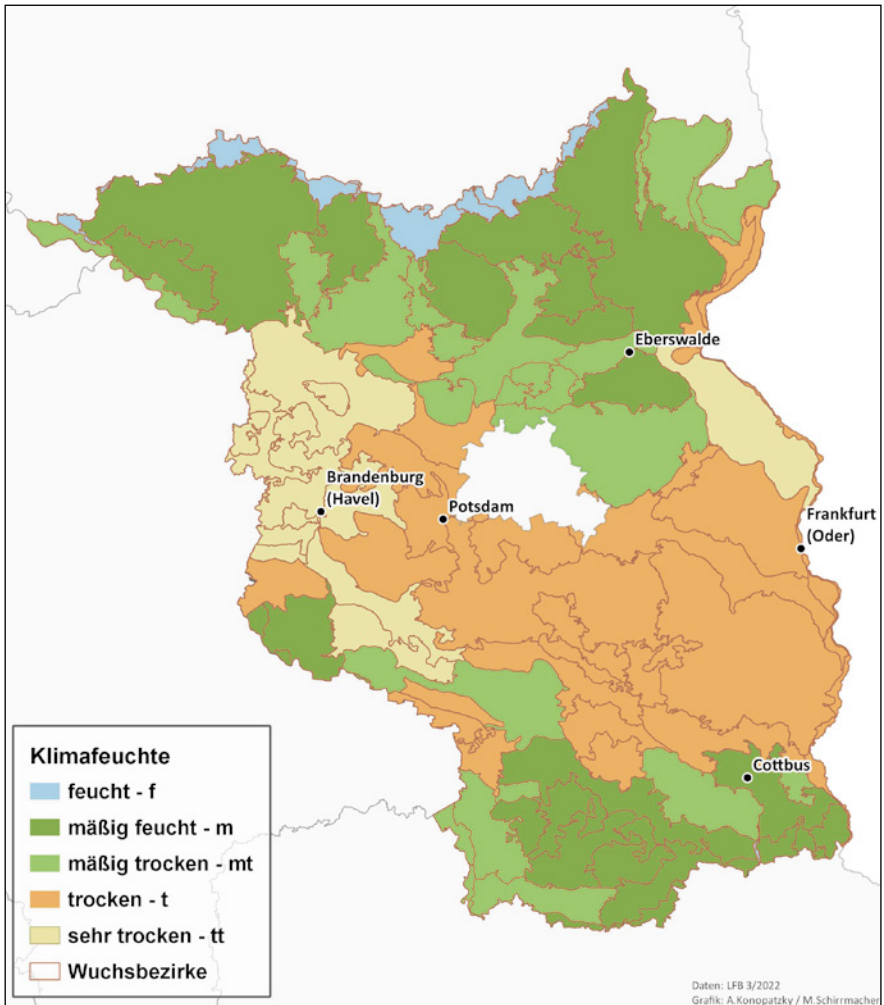 Eberswalde
Brandenburg
(Havel)
Potsdam
Frankfurt
(Oder)
Cottbus
Klimafeuchte
feucht - f
mäßig feucht - m
mäßig trocken - mt
trocken - t
sehr trocken - tt
Wuchsbezirke
Daten: LFB 3/2022
Grafik: A.Konopatzky / M.Schirrmacher